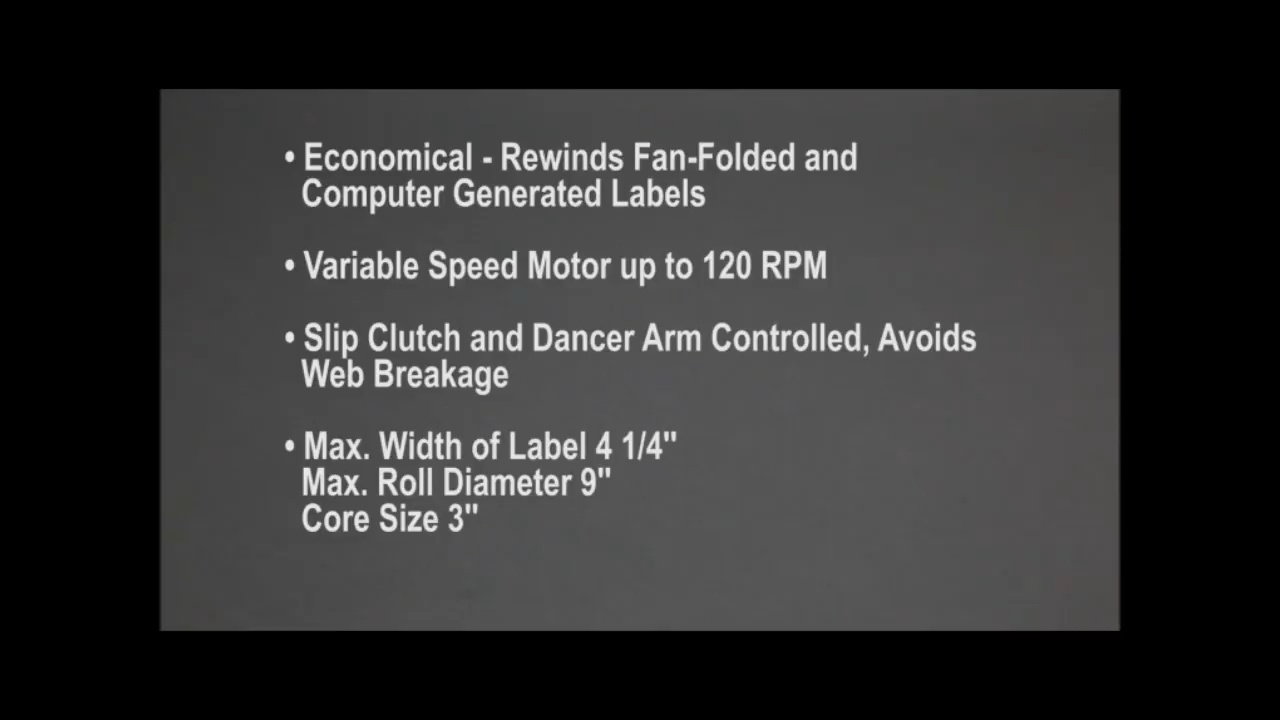 • Economical - Rewinds Fan-Folded and
Computer Generated Labels
• Variable Speed Motor up to 120 RPM
• Slip Clutch and Dancer Arm Controlled, Avoids
Web Breakage
• Max. Width of Label 4 1/4"
Max. Roll Diameter 9"
Core Size 3"